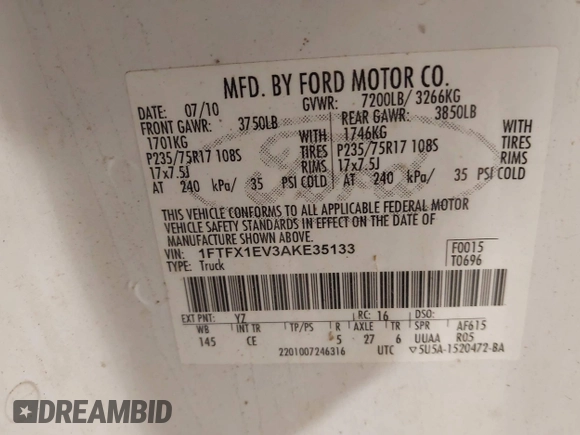 MFD. BY FORD MOTOR CO.
DATE: 07/10 GVWR: 7200LB/ 3266KG
FRONT GAWR: 3750LB REAR GAWR: 3850LB
1701KG WITH 1746KG WITH
P235/75R17 108S TIRES P235/75R17 108S TIRES
17x7.5J RIMS 17x7.5J RIMS
AT 240 kPa/ 35 PSI COLD AT 240 kPa/ 35 PSI COLD
THIS VEHICLE CONFORMS TO ALL APPLICABLE FEDERAL MOTOR
VEHICLE SAFETY STANDARDS IN EFFECT ON THE DATE OF
MANUFACTURE SHOWN ABOVE.
VIN: 1FTFX1EV3AKE35133 F0015
TYPE: Truck T0696
EXT PNT: YZ RC: 16 DSO:
WB INT TR TP/PS R AXLE TR SPR AF615
145 CE 5 27 6 UUAA R05
2201007246316 UTC 5U5A-1520472-BA
DREAMBID